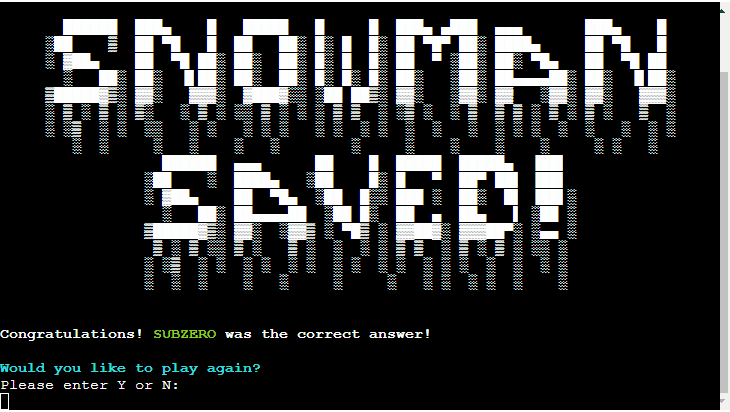 SNOWMAN
SAVED!
Congratulations! SUBZERO was the correct answer!
Would you like to play again?
Please enter Y or N: